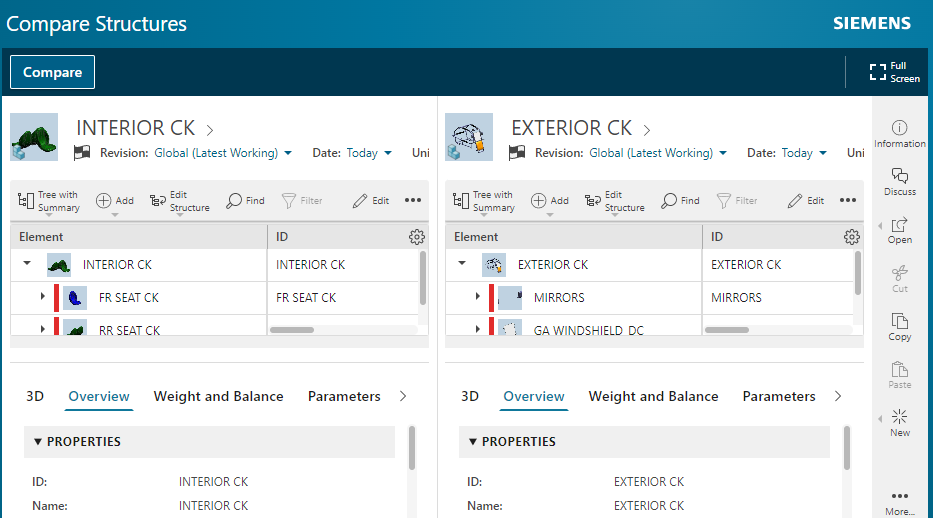 Compare Structures
SIEMENS
Compare
Full
Screen
INTERIOR CK
Revision: Global (Latest Working) Date: Today Uni
Tree with
Summary
Add
Edit
Structure
Find
Filter
Edit
Element ID
INTERIOR CK INTERIOR CK
FR SEAT CK FR SEAT CK
RR SEAT CK
3D Overview Weight and Balance Parameters
PROPERTIES
ID: INTERIOR CK
Name: INTERIOR CK
EXTERIOR CK
Revision: Global (Latest Working) Date: Today Uni
Tree with
Summary
Add
Edit
Structure
Find
Filter
Edit
Element ID
EXTERIOR CK EXTERIOR CK
MIRRORS MIRRORS
GA WINDSHIELD_DC
3D Overview Weight and Balance Parameters
PROPERTIES
ID: EXTERIOR CK
Name: EXTERIOR CK
Information
Discuss
Open
Cut
Copy
Paste
New
More...